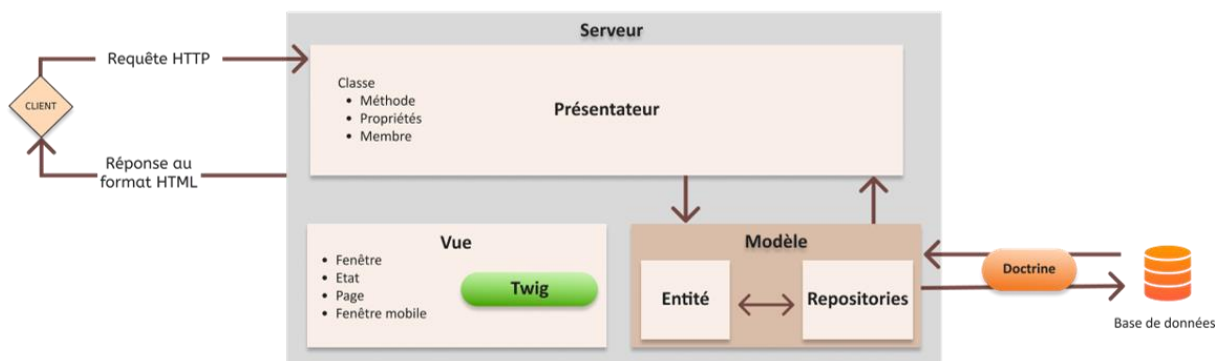 Serveur
Requête HTTP
CLIENT
Réponse au
format HTML
Classe
• Méthode
• Propriétés
• Membre
Présentateur
Vue
• Fenêtre
• Etat
• Page
• Fenêtre mobile
Twig
Modèle
Entité
Repositories
Doctrine
Base de données